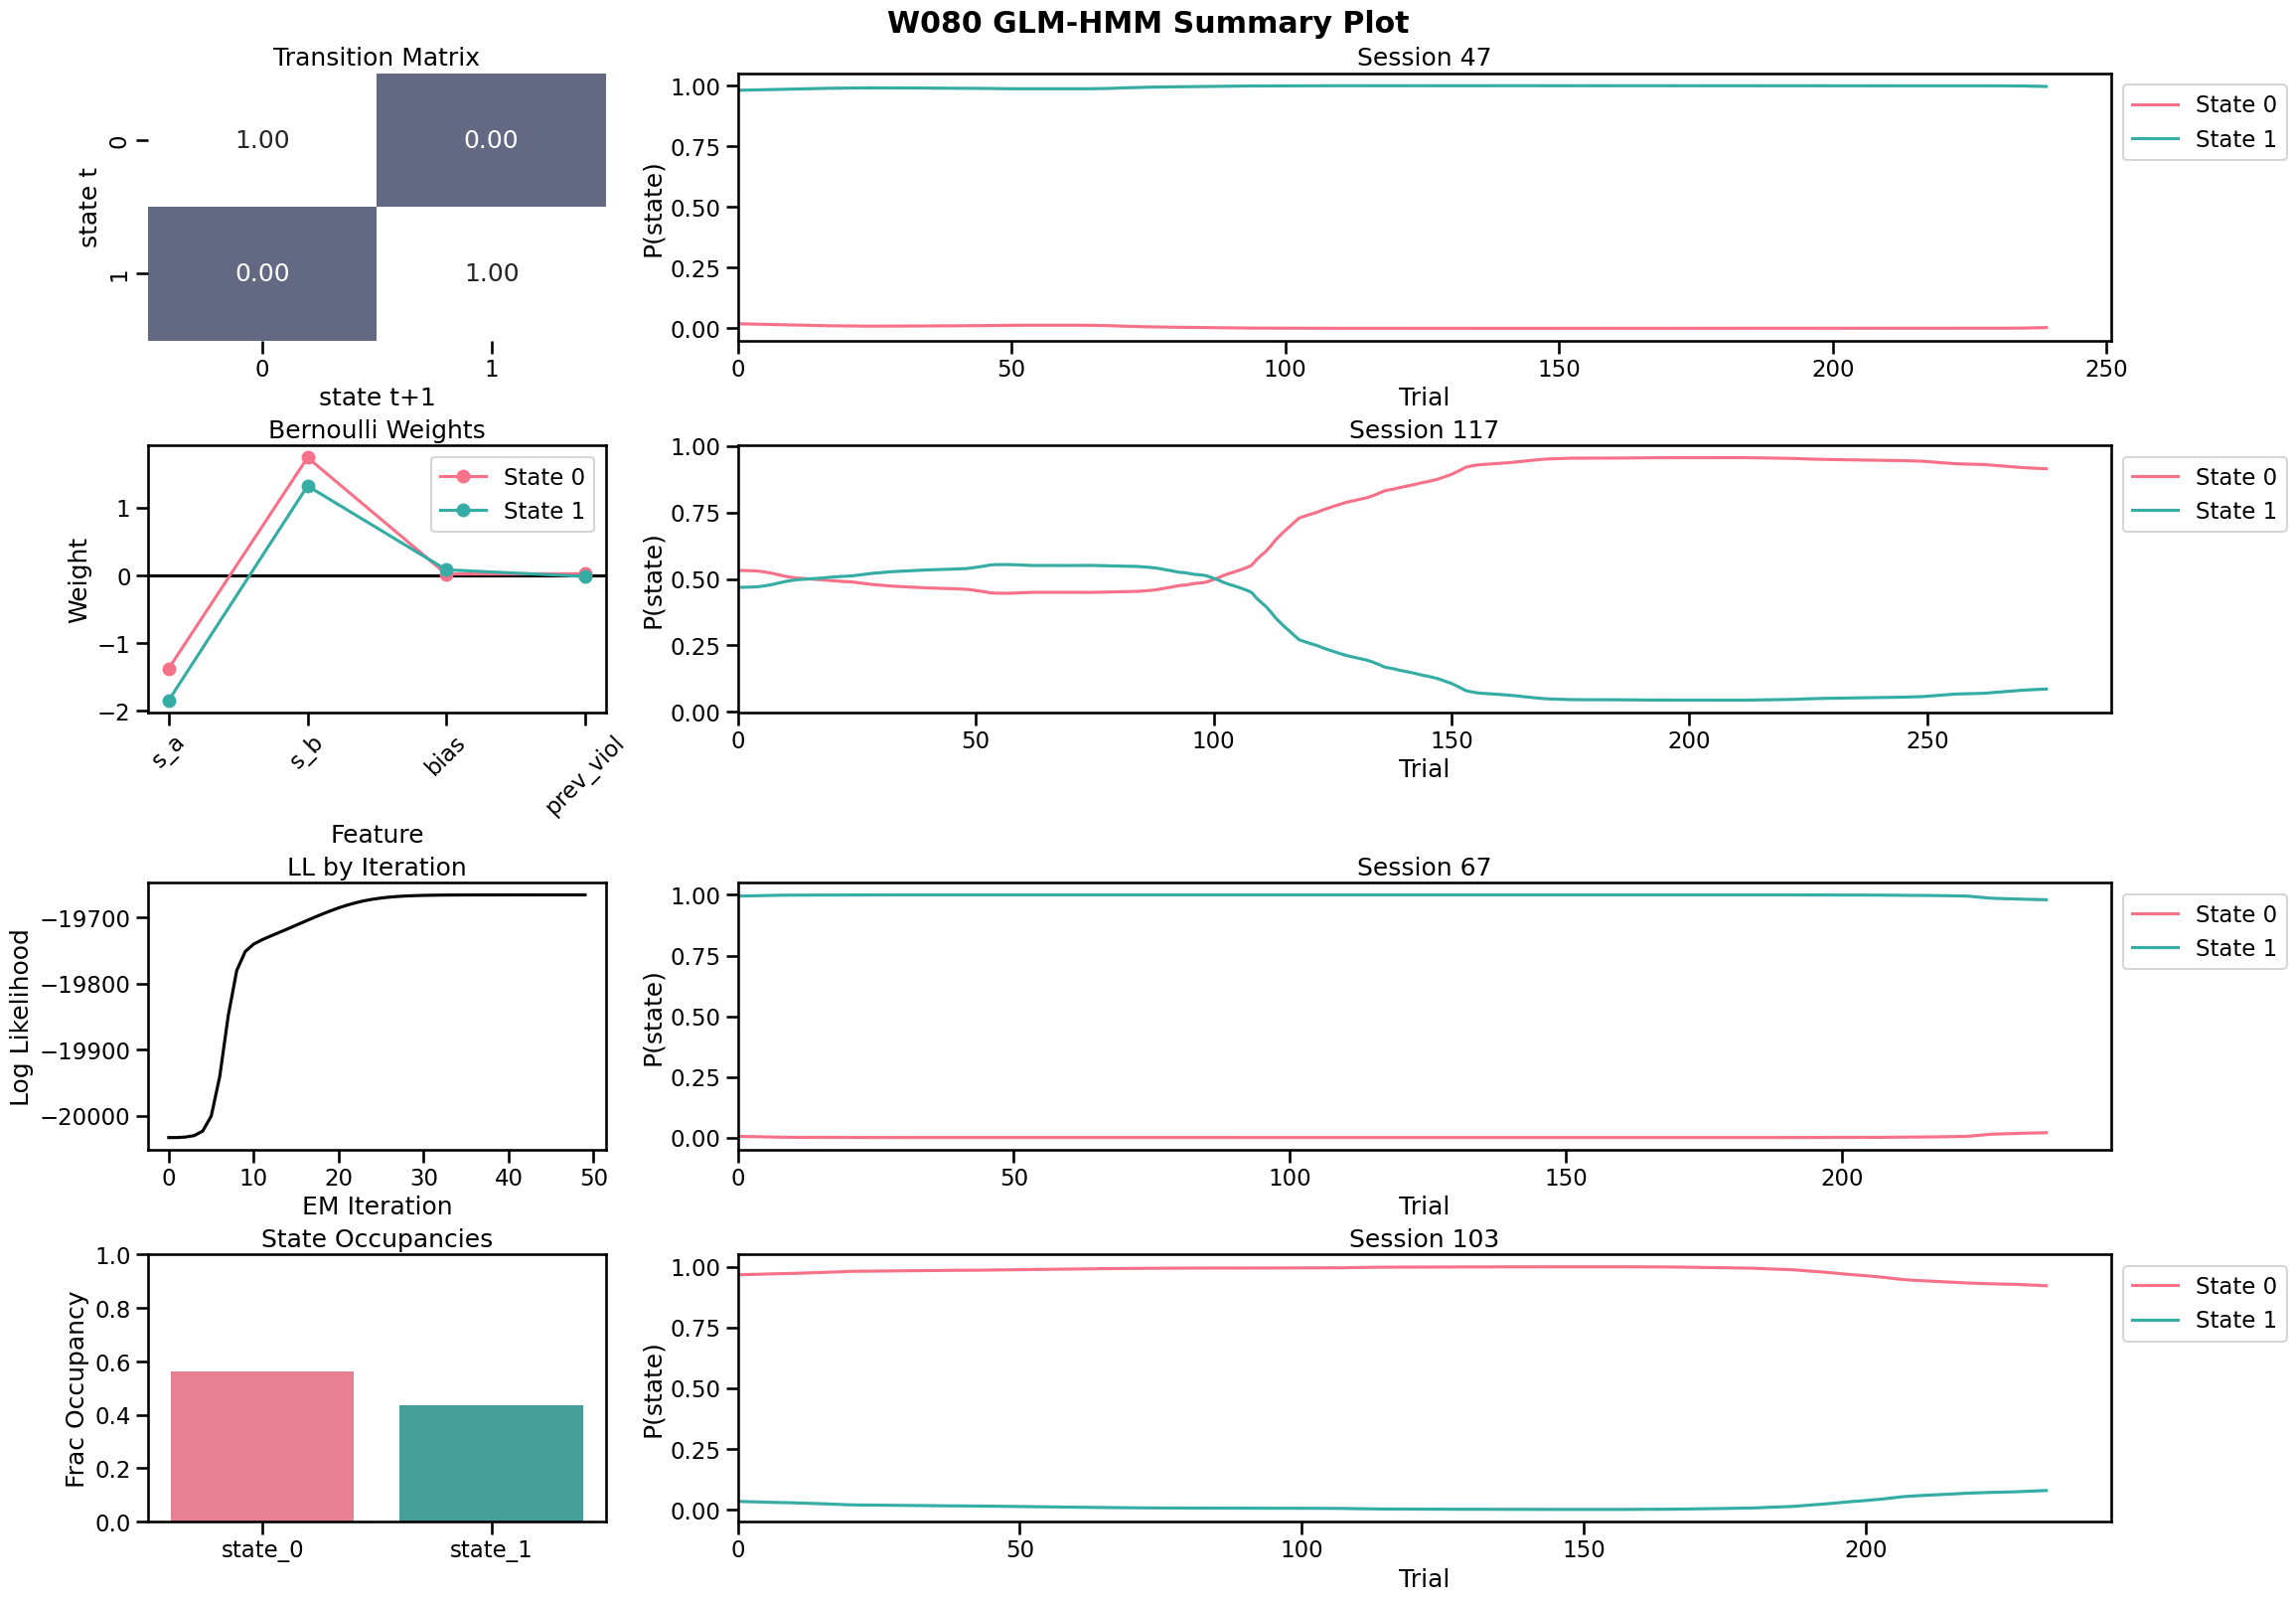 W080 GLM-HMM Summary Plot
Transition Matrix
state t
0
1
1.00 0.00
0.00 1.00
0 1
state t+1
Session 47
P(state)
1.00
0.75
0.50
0.25
0.00
0 50 100 150 200 250
Trial
State 0
State 1
Bernoulli Weights
Weight
1
0
−1
−2
State 0
State 1
s_a s_b bias prev_viol
Feature
Session 117
P(state)
1.00
0.75
0.50
0.25
0.00
0 50 100 150 200 250
Trial
State 0
State 1
LL by Iteration
Log Likelihood
−19700
−19800
−19900
−20000
0 10 20 30 40 50
EM Iteration
Session 67
P(state)
1.00
0.75
0.50
0.25
0.00
0 50 100 150 200
Trial
State 0
State 1
State Occupancies
Frac Occupancy
1.0
0.8
0.6
0.4
0.2
0.0
state_0 state_1
Session 103
P(state)
1.00
0.75
0.50
0.25
0.00
0 50 100 150 200
Trial
State 0
State 1